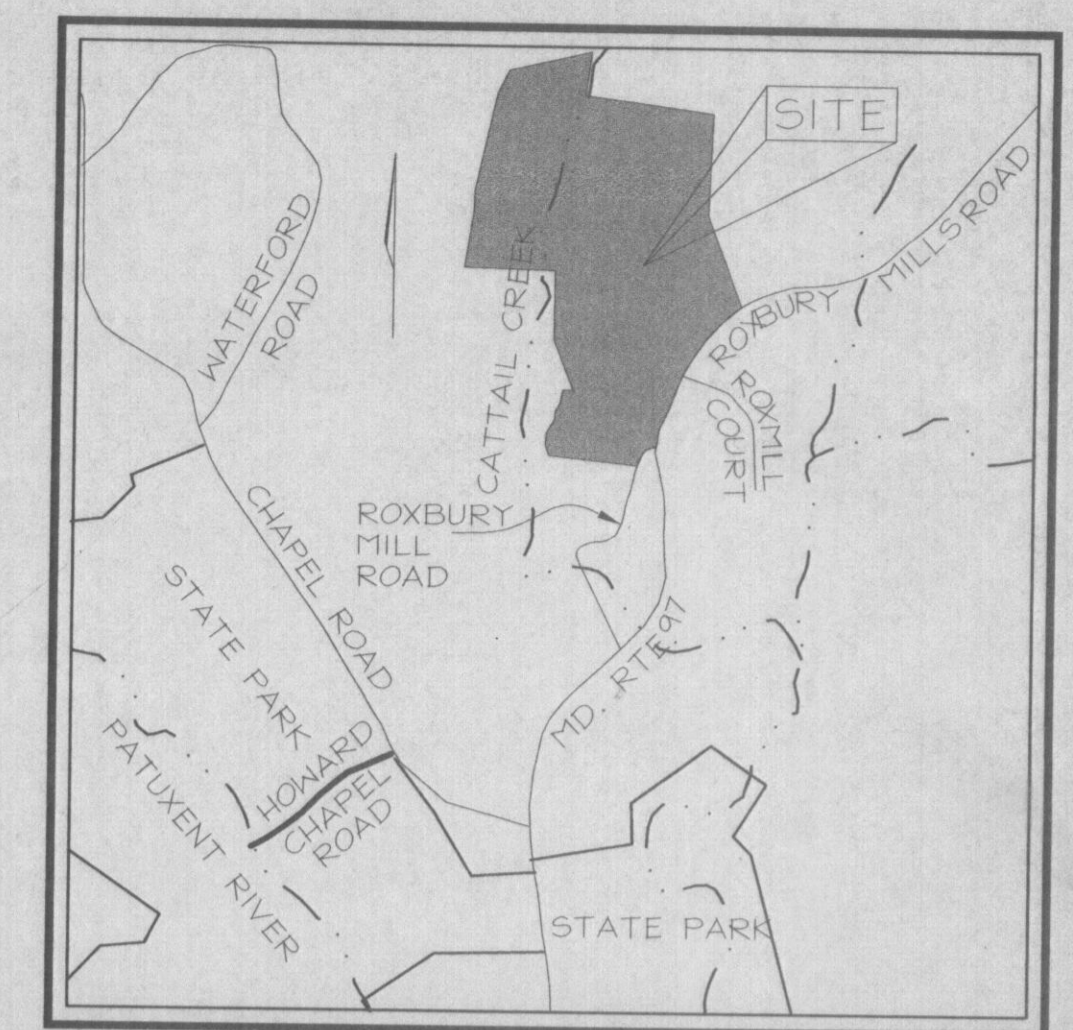 SITE
WATERFORD
ROAD
CATTAIL CREEK
ROXBURY MILLS ROAD
ROXMILL
COURT
ROXBURY
MILL
ROAD
CHAPEL ROAD
STATE PARK
MD. RTE. 97
HOWARD
CHAPEL
ROAD
PATUXENT RIVER
STATE PARK